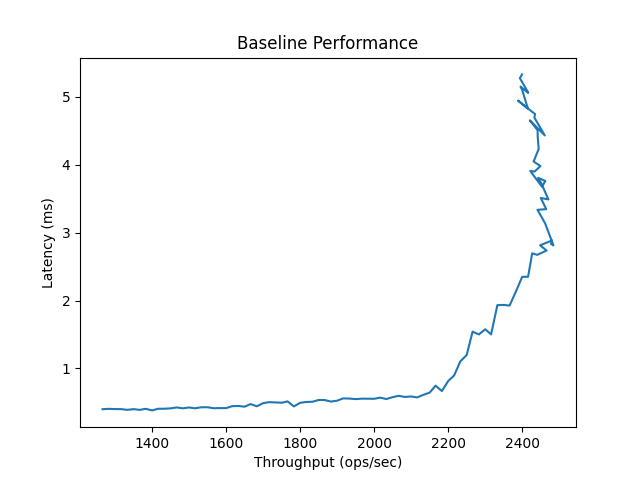 Baseline Performance
5
4
3
2
1
Latency (ms)
1400 1600 1800 2000 2200 2400
Throughput (ops/sec)